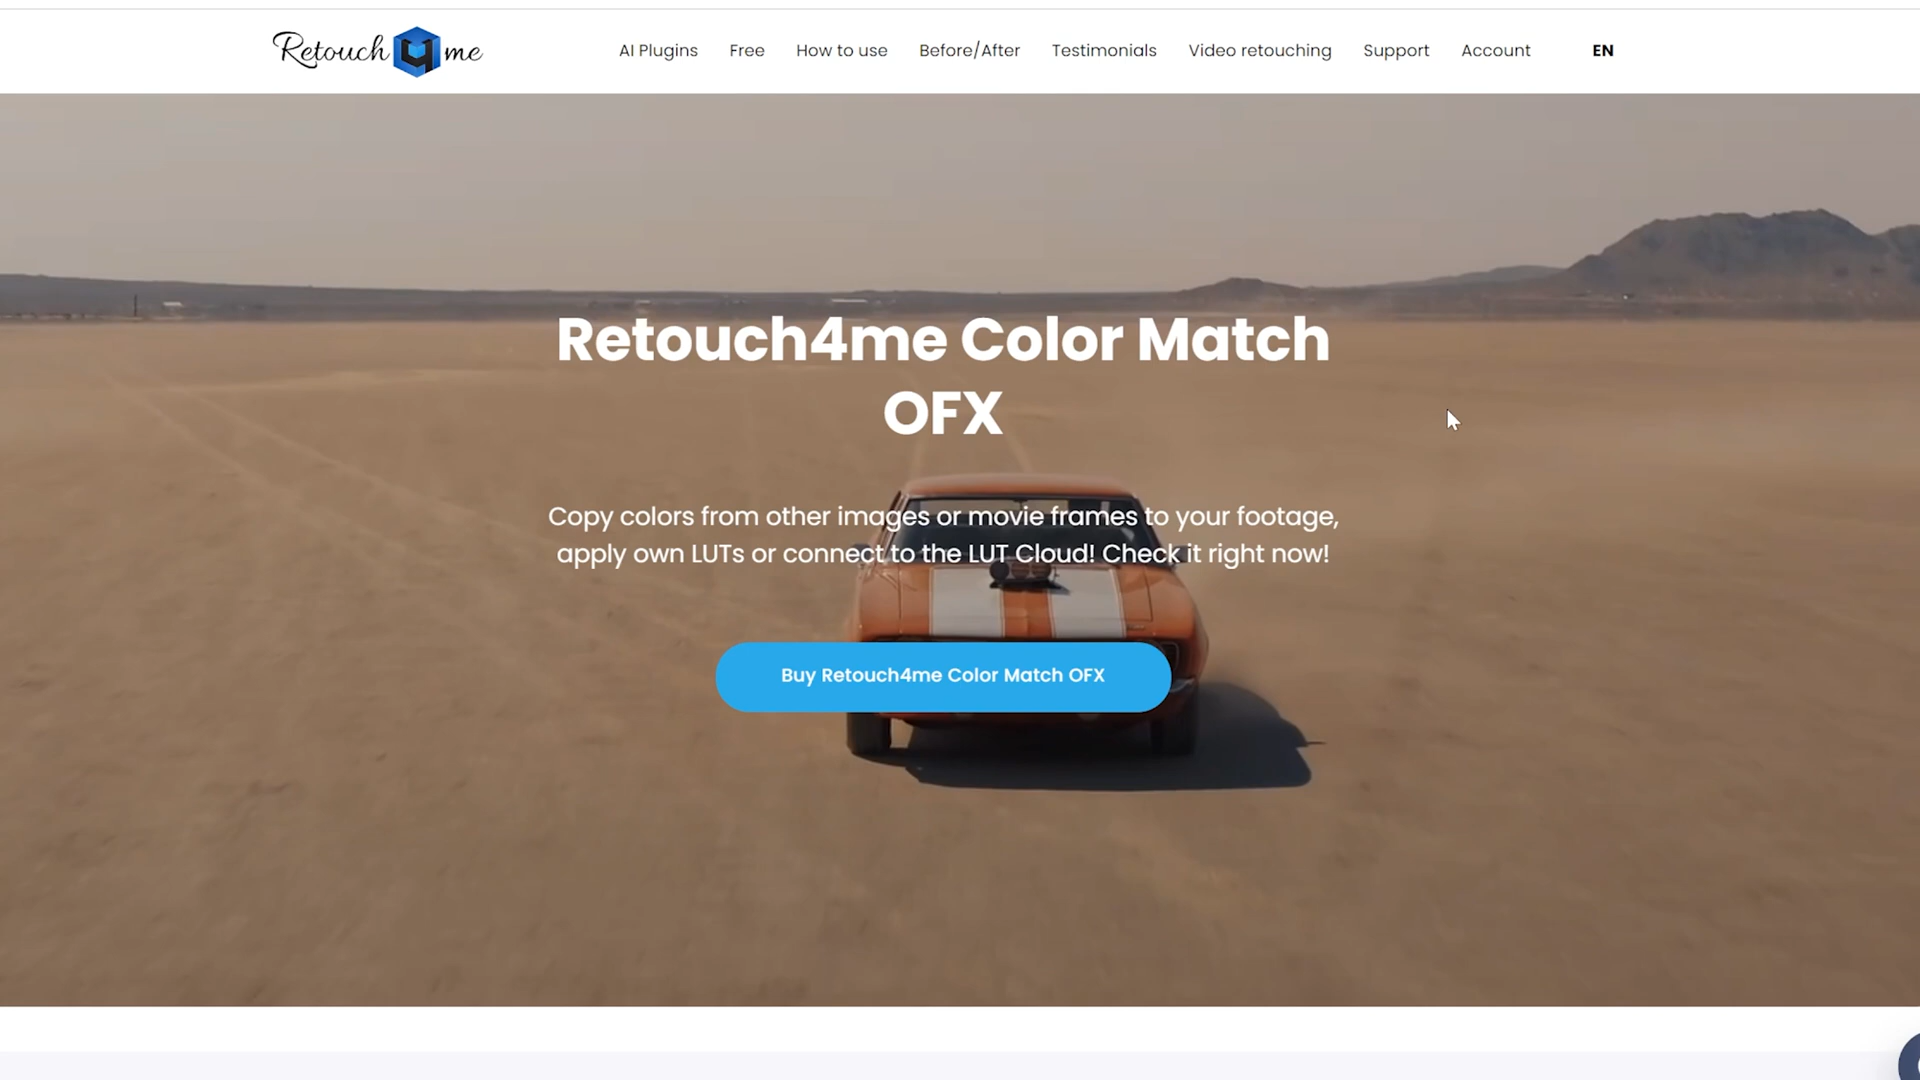 Retouch 4 me
AI Plugins Free How to use Before/After Testimonials Video retouching Support Account EN
Retouch4me Color Match
OFX
Copy colors from other images or movie frames to your footage,
apply own LUTs or connect to the LUT Cloud! Check it right now!
Buy Retouch4me Color Match OFX